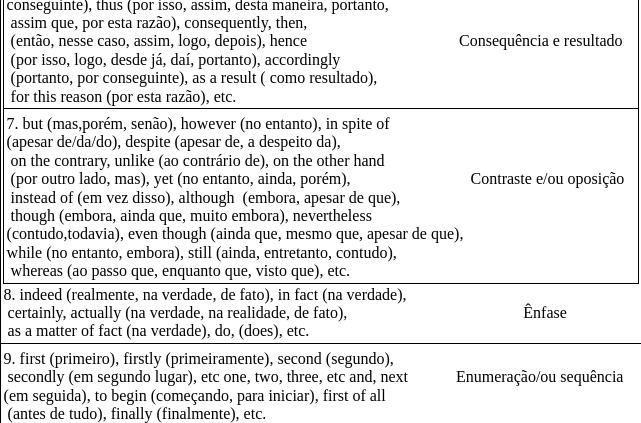 conseguinte), thus (por isso, assim, desta maneira, portanto,
assim que, por esta razão), consequently, then,
(então, nesse caso, assim, logo, depois), hence
Consequência e resultado
(por isso, logo, desde já, daí, portanto), accordingly
(portanto, por conseguinte), as a result ( como resultado),
for this reason (por esta razão), etc.
7. but (mas,porém, senão), however (no entanto), in spite of
(apesar de/da/do), despite (apesar de, a despeito da),
on the contrary, unlike (ao contrário de), on the other hand
(por outro lado, mas), yet (no entanto, ainda, porém),
Contraste e/ou oposição
instead of (em vez disso), although (embora, apesar de que),
though (embora, ainda que, muito embora), nevertheless
(contudo,todavia), even though (ainda que, mesmo que, apesar de que),
while (no entanto, embora), still (ainda, entretanto, contudo),
whereas (ao passo que, enquanto que, visto que), etc.
8. indeed (realmente, na verdade, de fato), in fact (na verdade),
certainly, actually (na verdade, na realidade, de fato),
Ênfase
as a matter of fact (na verdade), do, (does), etc.
9. first (primeiro), firstly (primeiramente), second (segundo),
secondly (em segundo lugar), etc one, two, three, etc and, next
Enumeração/ou sequência
(em seguida), to begin (começando, para iniciar), first of all
(antes de tudo), finally (finalmente), etc.